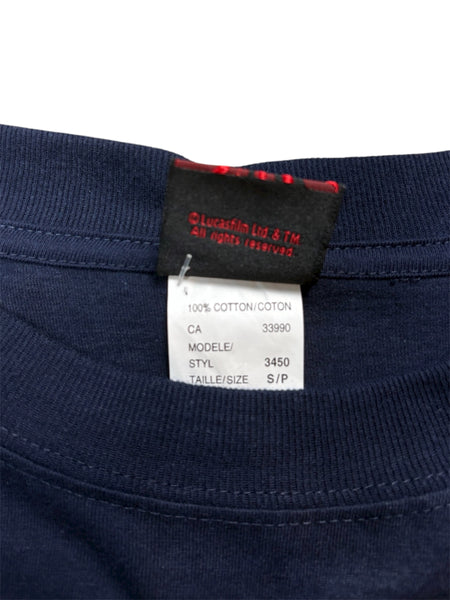 ©Lucasfilm Ltd. & TM
All rights reserved.
100% COTTON/COTON
CA 33990
MODELE/
STYL 3450
TAILLE/SIZE S/P